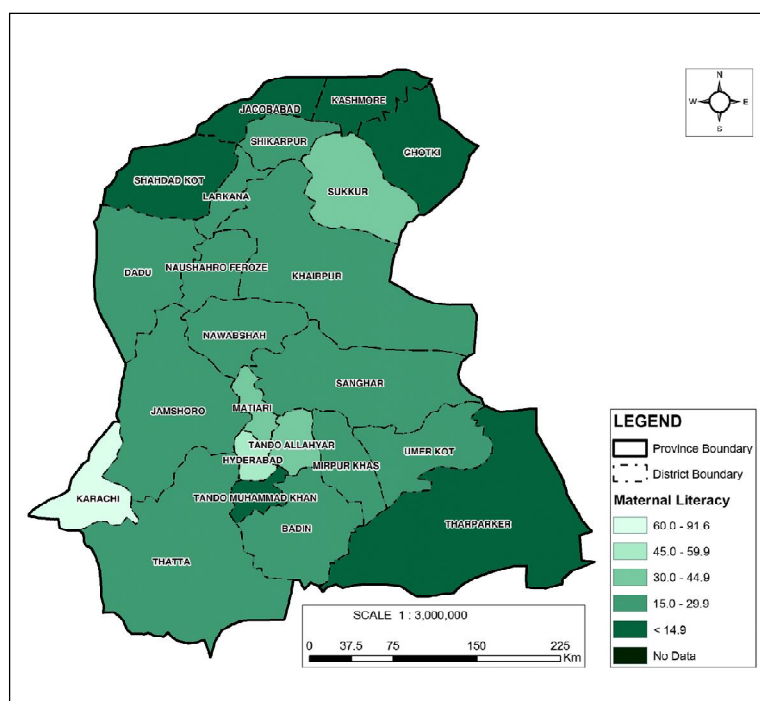 N
W E
S
JACOBABAD
KASHMORE
SHIKARPUR
GHOTKI
SHAHDAD KOT
LARKANA
SUKKUR
DADU
NAUSHAHRO FEROZE
KHAIRPUR
NAWABSHAH
SANGHAR
JAMSHORO
MATIARI
TANDO ALLAHYAR
UMER KOT
HYDERABAD
MIRPUR KHAS
KARACHI
TANDO MUHAMMAD KHAN
THARPARKER
BADIN
THATTA
SCALE 1 : 3,000,000
0 37.5 75 150 225
Km
LEGEND
Province Boundary
District Boundary
Maternal Literacy
60.0 - 91.6
45.0 - 59.9
30.0 - 44.9
15.0 - 29.9
< 14.9
No Data